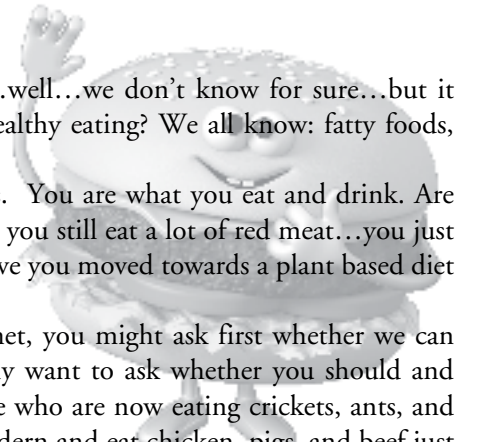 .well…we don't know for sure…but it
ealthy eating? We all know: fatty foods,
. You are what you eat and drink. Are
you still eat a lot of red meat…you just
ve you moved towards a plant based diet
net, you might ask first whether we can
y want to ask whether you should and
e who are now eating crickets, ants, and
dern and eat chicken, pigs, and beef just